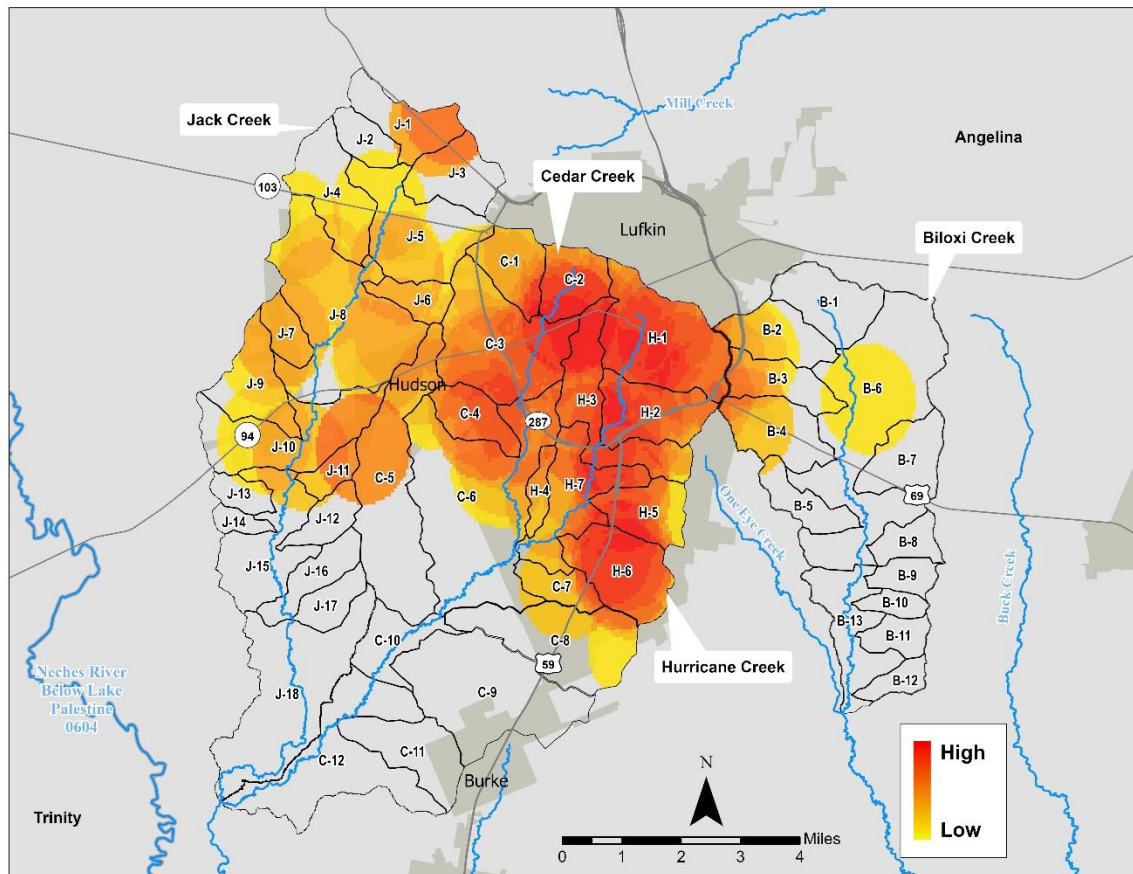 Mill Creek
Jack Creek
J-1
J-2
J-3
Angelina
103
J-4
Cedar Creek
Lufkin
J-5
Biloxi Creek
C-1
C-2
J-6
B-1
J-7
J-8
C-3
H-1
B-2
J-9
Hudson
B-3
B-6
C-4
H-3
H-2
287
94
J-10
B-4
J-11
C-5
B-7
J-13
C-6
H-4
H-7
69
J-14
J-12
H-5
B-5
One Eye Creek
J-15
J-16
H-6
B-8
B-9
J-17
C-7
B-10
Buck Creek
C-10
C-8
B-13
B-11
59
Hurricane Creek
B-12
Neches River
Below Lake
Palestine
0604
J-18
C-9
C-12
C-11
Burke
Trinity
N
Miles
0 1 2 3 4
High
Low